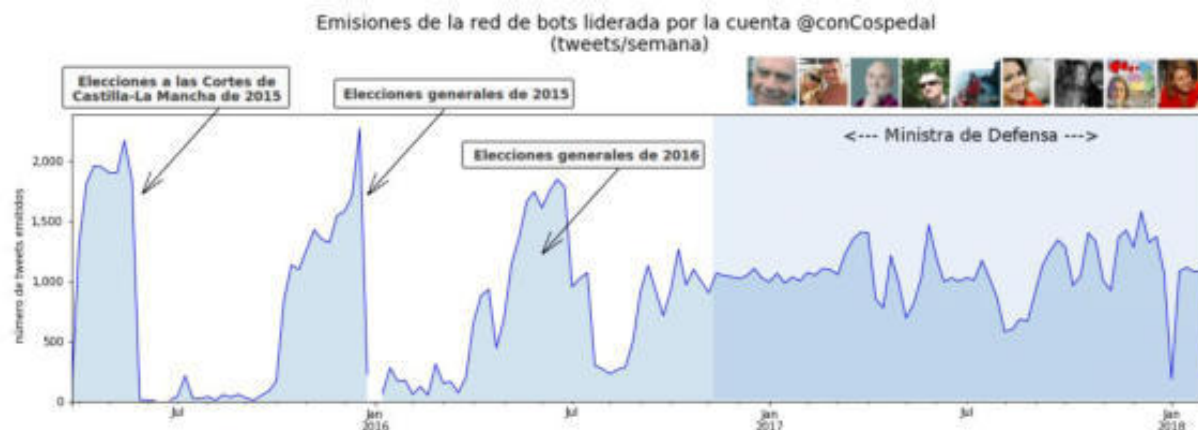 Emisiones de la red de bots liderada por la cuenta @conCospedal
(tweets/semana)
Elecciones a las Cortes de
Castilla-La Mancha de 2015
Elecciones generales de 2015
Elecciones generales de 2016
<--- Ministra de Defensa --->
número de tweets emitidos
2,000
1,500
1,000
500
0
Jul
Jan
2016
Jul
Jan
2017
Jul
Jan
2018